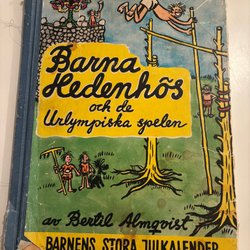 Barna
Hedenhös
och de
Urlympiska spelen
av Bertil Almqvist
BARNENS STORA JULKALENDER